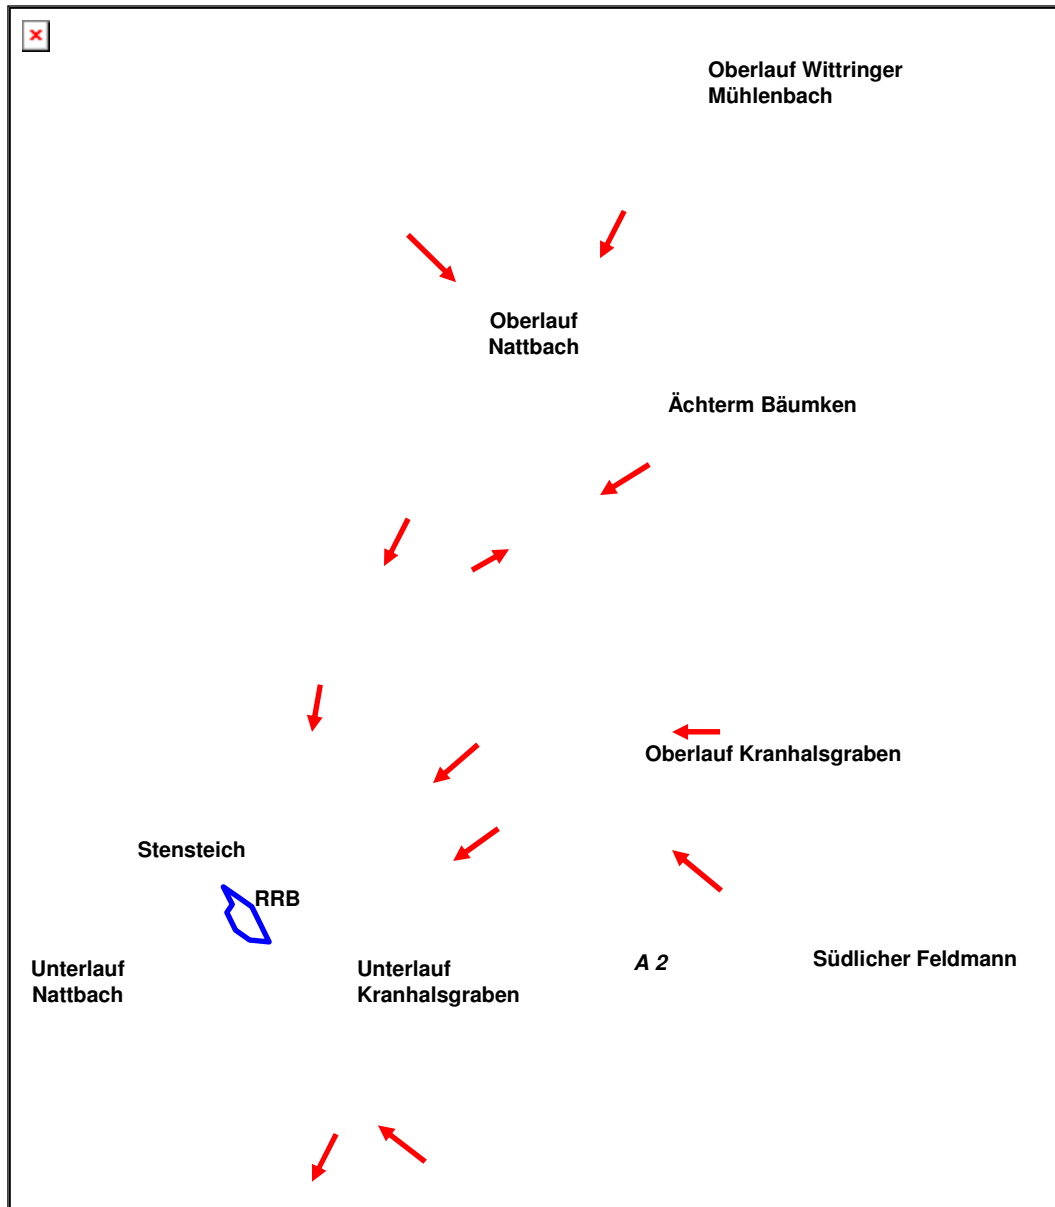 Oberlauf Wittringer
Mühlenbach
Oberlauf
Nattbach
Ächterm Bäumken
Oberlauf Kranhalsgraben
Stensteich
RRB
Unterlauf
Nattbach
Unterlauf
Kranhalsgraben
A 2
Südlicher Feldmann